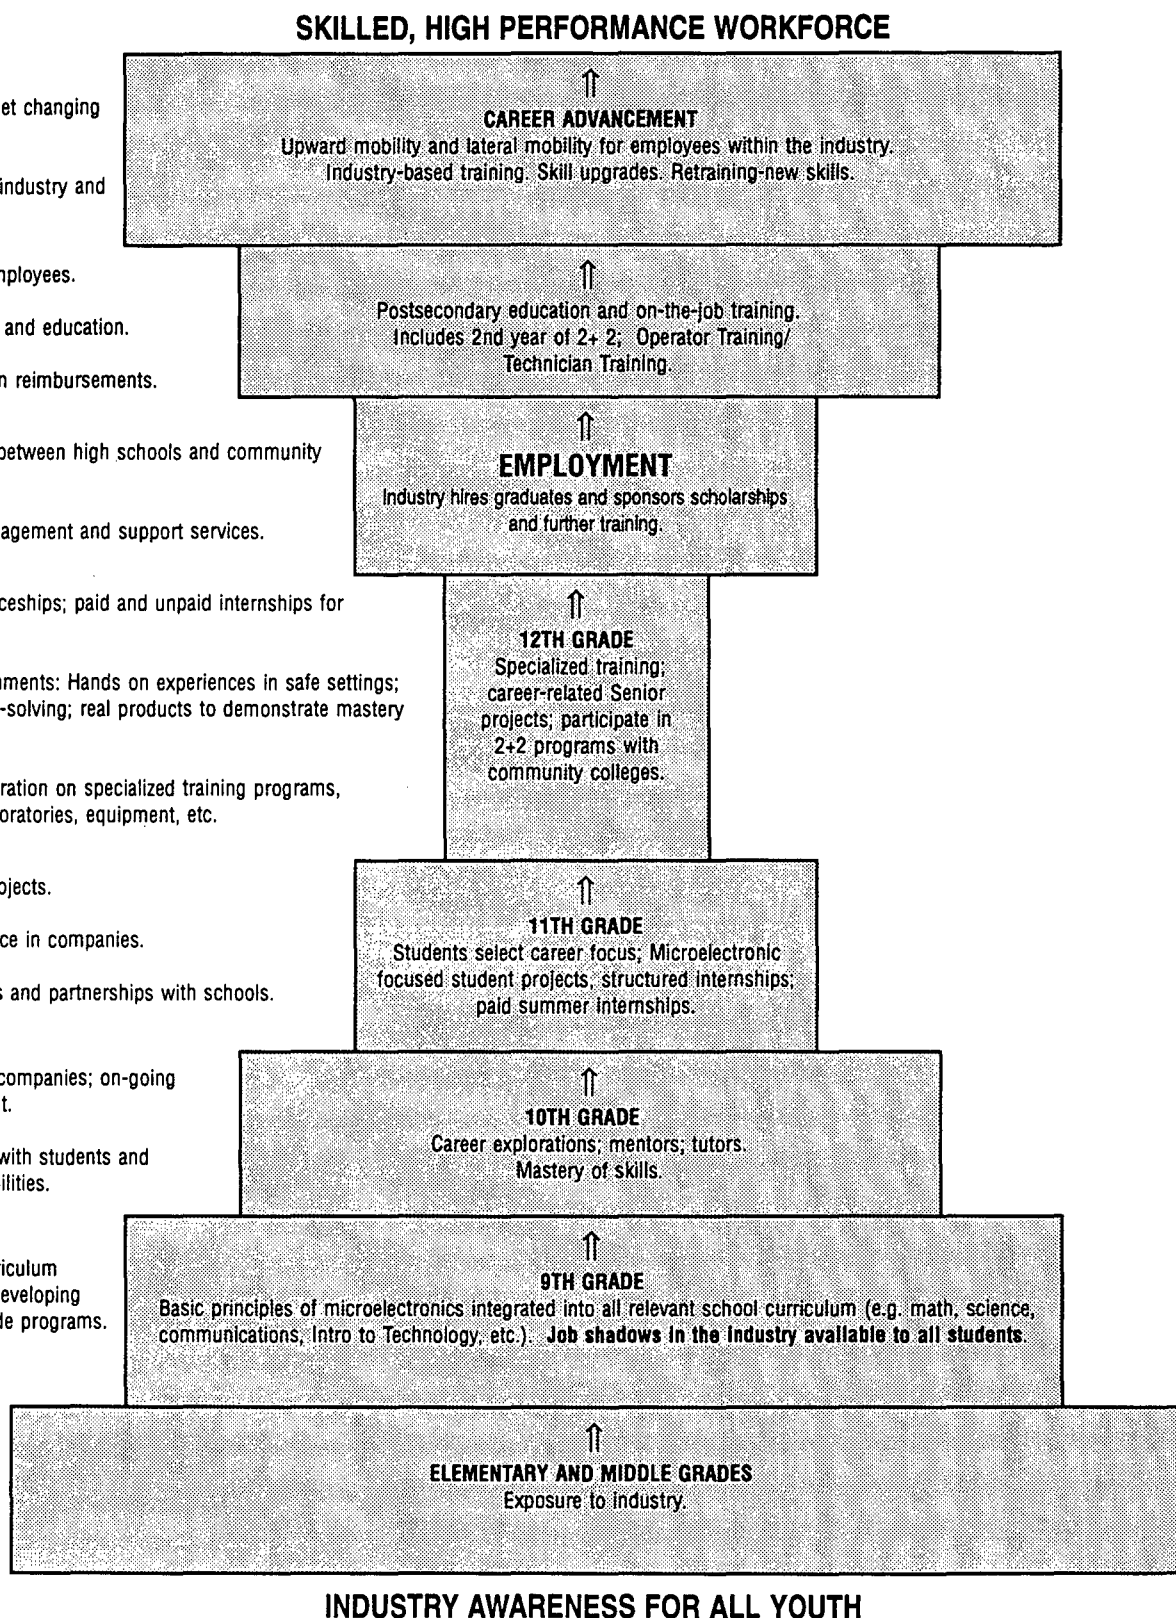 SKILLED, HIGH PERFORMANCE WORKFORCE
et changing
industry and
⇑
CAREER ADVANCEMENT
Upward mobility and lateral mobility for employees within the industry.
Industry-based training. Skill upgrades. Retraining-new skills.
nployees.
and education.
n reimbursements.
⇑
Postsecondary education and on-the-job training.
Includes 2nd year of 2+ 2; Operator Training/
Technician Training.
between high schools and community
agement and support services.
⇑
EMPLOYMENT
Industry hires graduates and sponsors scholarships
and further training.
ceships; paid and unpaid internships for
nments: Hands on experiences in safe settings;
-solving; real products to demonstrate mastery
ration on specialized training programs,
oratories, equipment, etc.
⇑
12TH GRADE
Specialized training;
career-related Senior
projects; participate in
2+2 programs with
community colleges.
ojects.
ce in companies.
s and partnerships with schools.
⇑
11TH GRADE
Students select career focus; Microelectronic
focused student projects, structured internships;
paid summer internships.
companies; on-going
t.
with students and
ilities.
⇑
10TH GRADE
Career explorations; mentors; tutors.
Mastery of skills.
riculum
eveloping
de programs.
⇑
9TH GRADE
Basic principles of microelectronics integrated into all relevant school curriculum (e.g. math, science,
communications, Intro to Technology, etc.). Job shadows in the industry available to all students.
⇑
ELEMENTARY AND MIDDLE GRADES
Exposure to industry.
INDUSTRY AWARENESS FOR ALL YOUTH